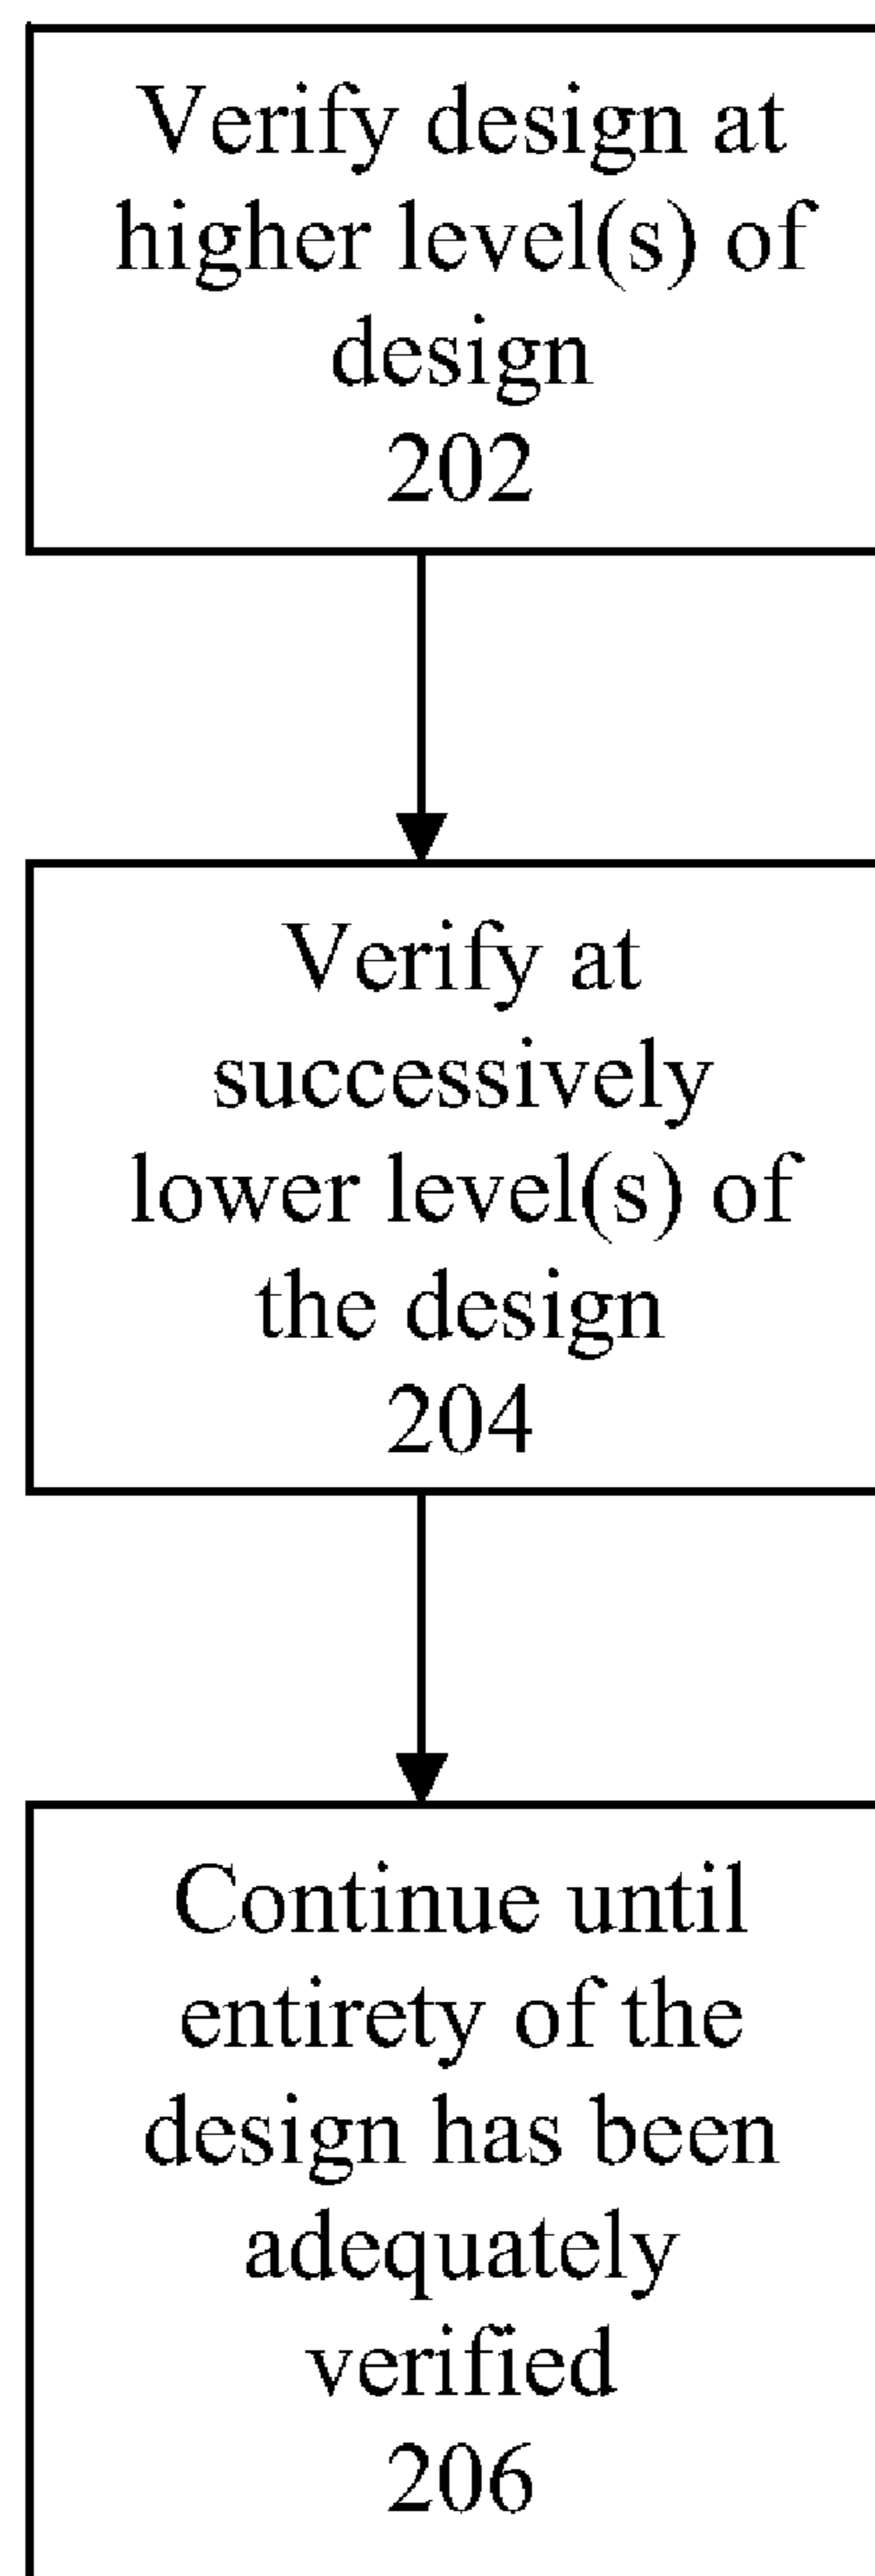 Verify design at
higher level(s) of
design
202
Verify at
successively
lower level(s) of
the design
204
Continue until
entirety of the
design has been
adequately
verified
206